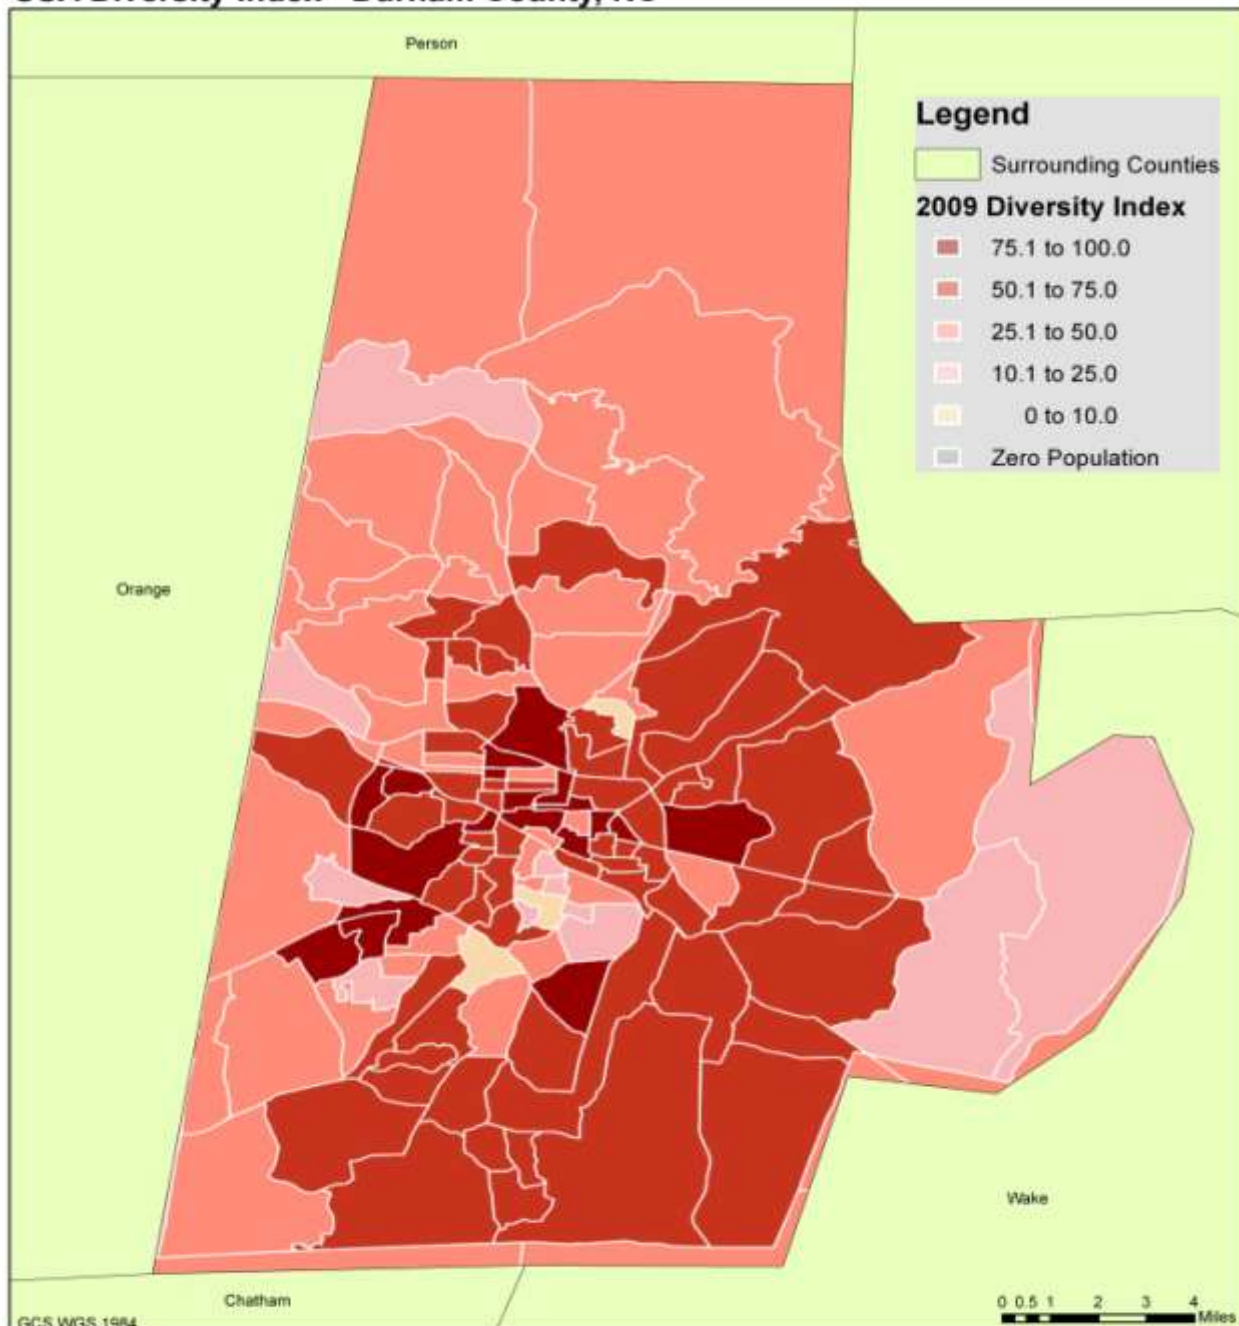 Person
Legend
Surrounding Counties
2009 Diversity Index
75.1 to 100.0
50.1 to 75.0
25.1 to 50.0
10.1 to 25.0
0 to 10.0
Zero Population
Orange
Wake
Chatham
0 0.5 1 2 3 4
Miles
GCS WGS 1984